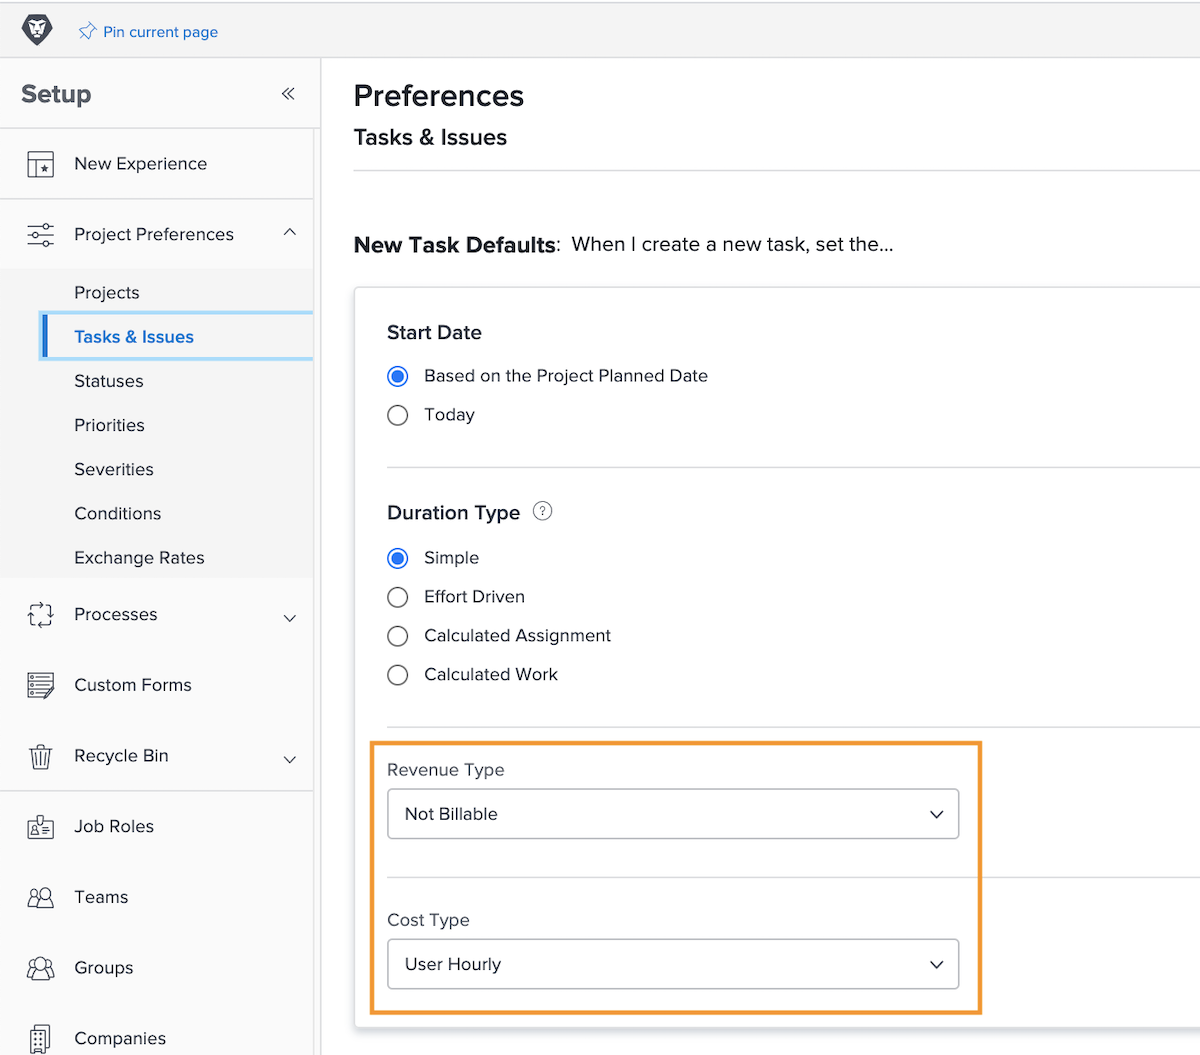 Pin current page
Setup
New Experience
Project Preferences
Projects
Tasks & Issues
Statuses
Priorities
Severities
Conditions
Exchange Rates
Processes
Custom Forms
Recycle Bin
Job Roles
Teams
Groups
Companies
Preferences
Tasks & Issues
New Task Defaults: When I create a new task, set the...
Start Date
Based on the Project Planned Date
Today
Duration Type ?
Simple
Effort Driven
Calculated Assignment
Calculated Work
Revenue Type
Not Billable
Cost Type
User Hourly